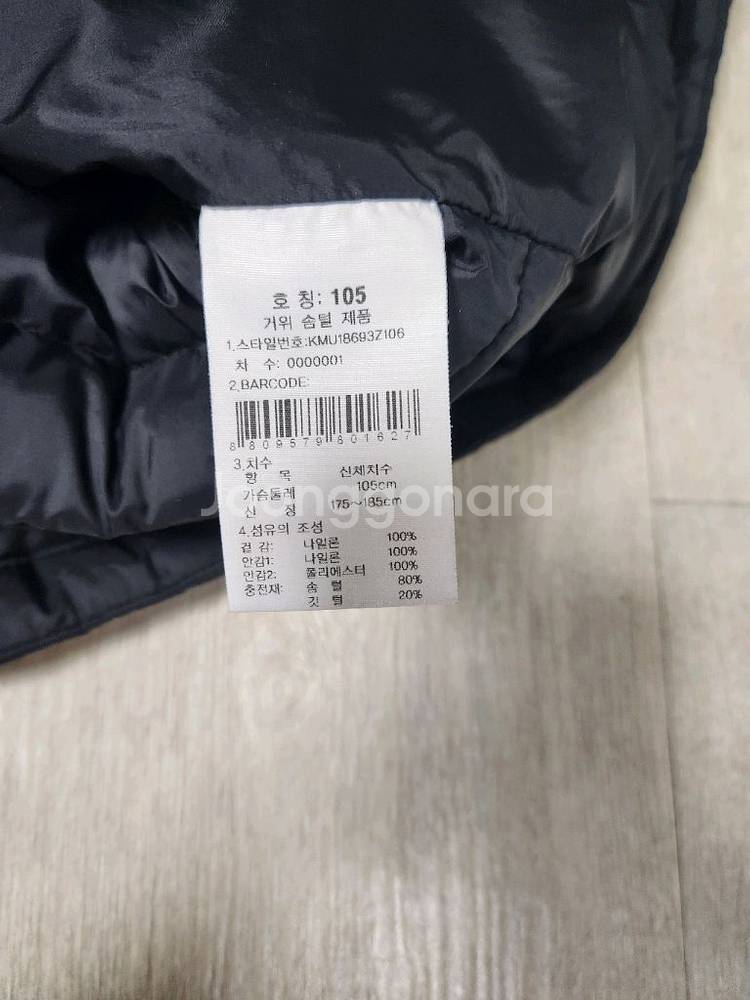 호 칭: 105
거위 솜털 제품
1.스타일번호:KMU18693Z106
차 수: 0000001
2.BARCODE:
8 809579 801627
3.치수
항 목 신체치수
가슴둘레 105cm
신 장 175~185cm
joonggonara
4.섬유의 조성
겉 감: 나일론 100%
안감1: 나일론 100%
안감2: 폴리에스터 100%
충전재: 솜 털 80%
깃 털 20%